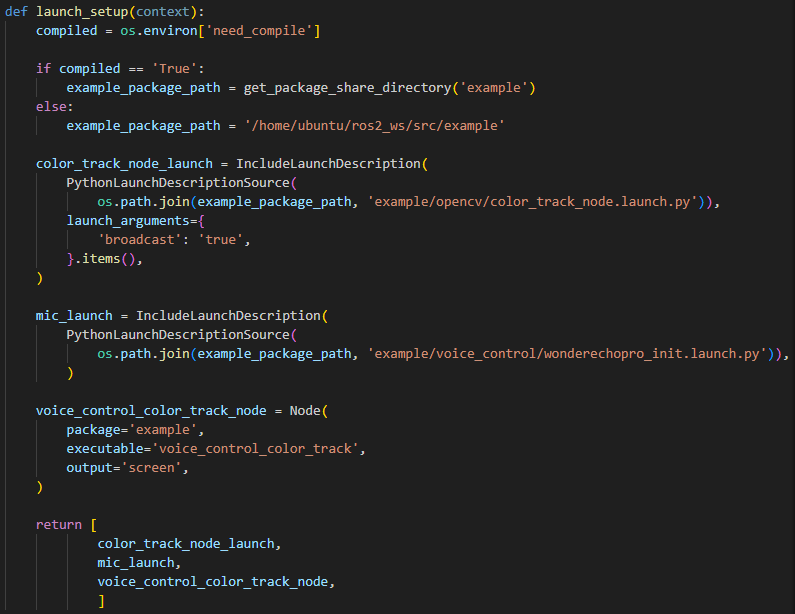 def launch_setup(context):
    compiled = os.environ['need_compile']

    if compiled == 'True':
        example_package_path = get_package_share_directory('example')
    else:
        example_package_path = '/home/ubuntu/ros2_ws/src/example'

    color_track_node_launch = IncludeLaunchDescription(
        PythonLaunchDescriptionSource(
            os.path.join(example_package_path, 'example/opencv/color_track_node.launch.py')),
        launch_arguments={
            'broadcast': 'true',
        }.items(),
    )

    mic_launch = IncludeLaunchDescription(
        PythonLaunchDescriptionSource(
            os.path.join(example_package_path, 'example/voice_control/wonderechopro_init.launch.py')),
        )

    voice_control_color_track_node = Node(
        package='example',
        executable='voice_control_color_track',
        output='screen',
    )

    return [
            color_track_node_launch,
            mic_launch,
            voice_control_color_track_node,
            ]